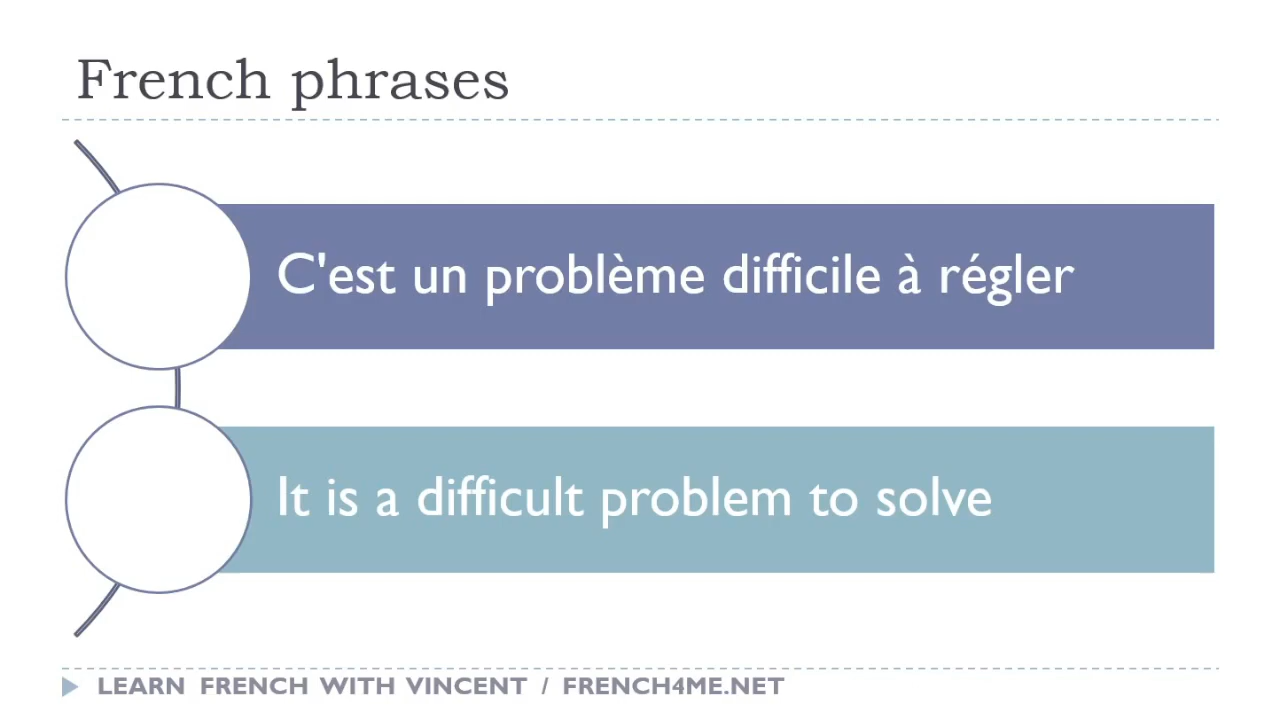 French phrases
C'est un problème difficile à régler
It is a difficult problem to solve
LEARN FRENCH WITH VINCENT / FRENCH4ME.NET